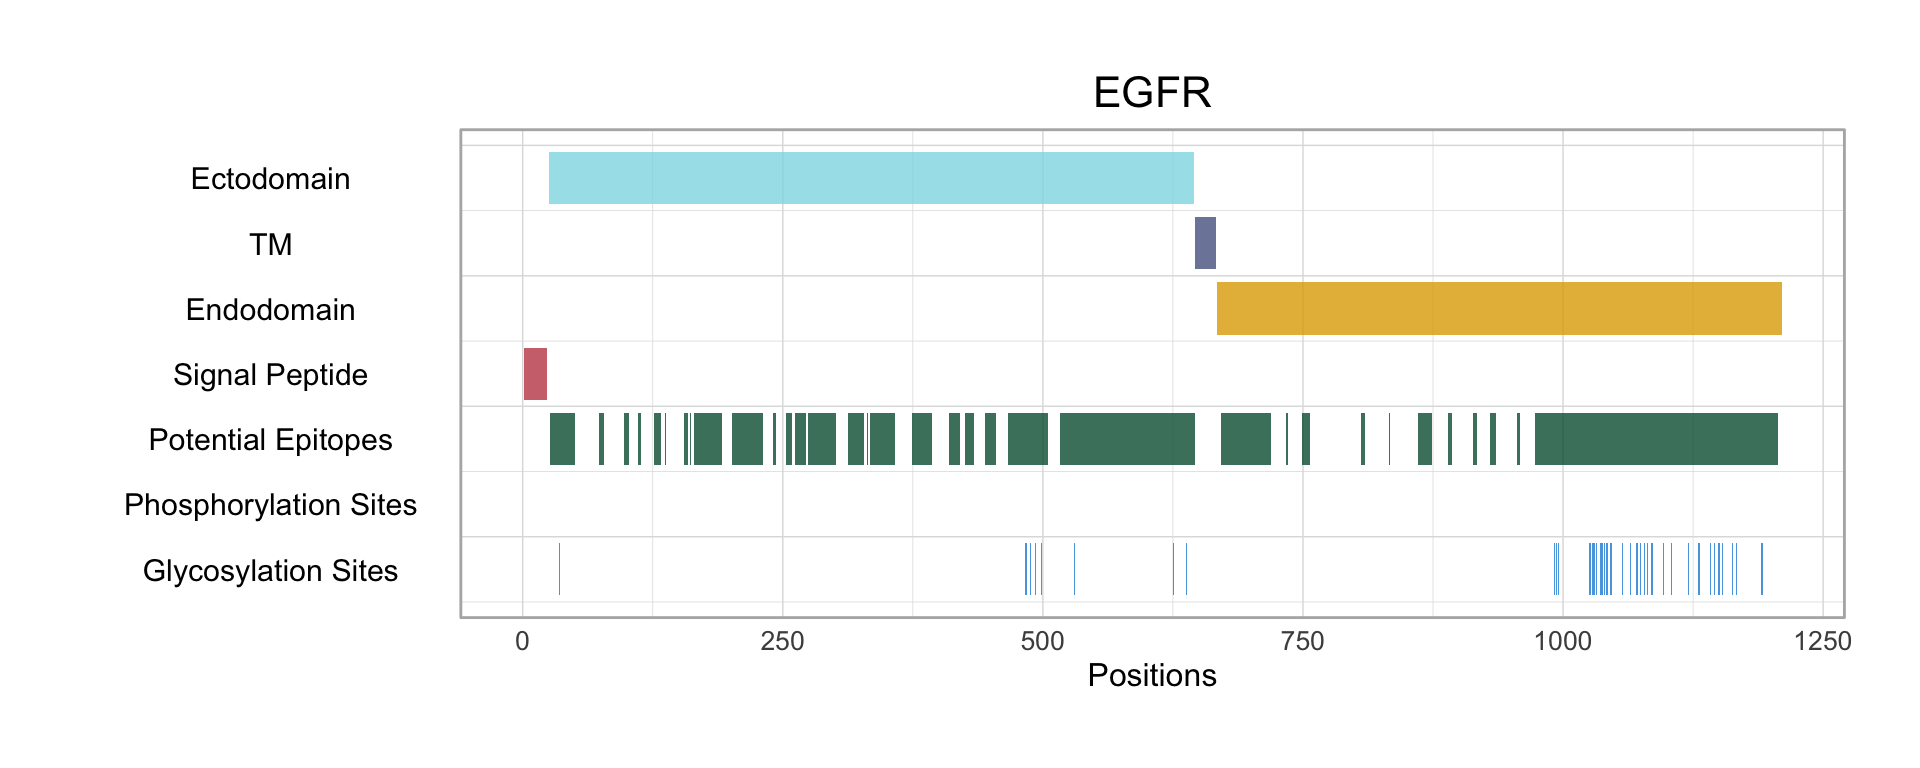 EGFR
Ectodomain
TM
Endodomain
Signal Peptide
Potential Epitopes
Phosphorylation Sites
Glycosylation Sites
0 250 500 750 1000 1250
Positions